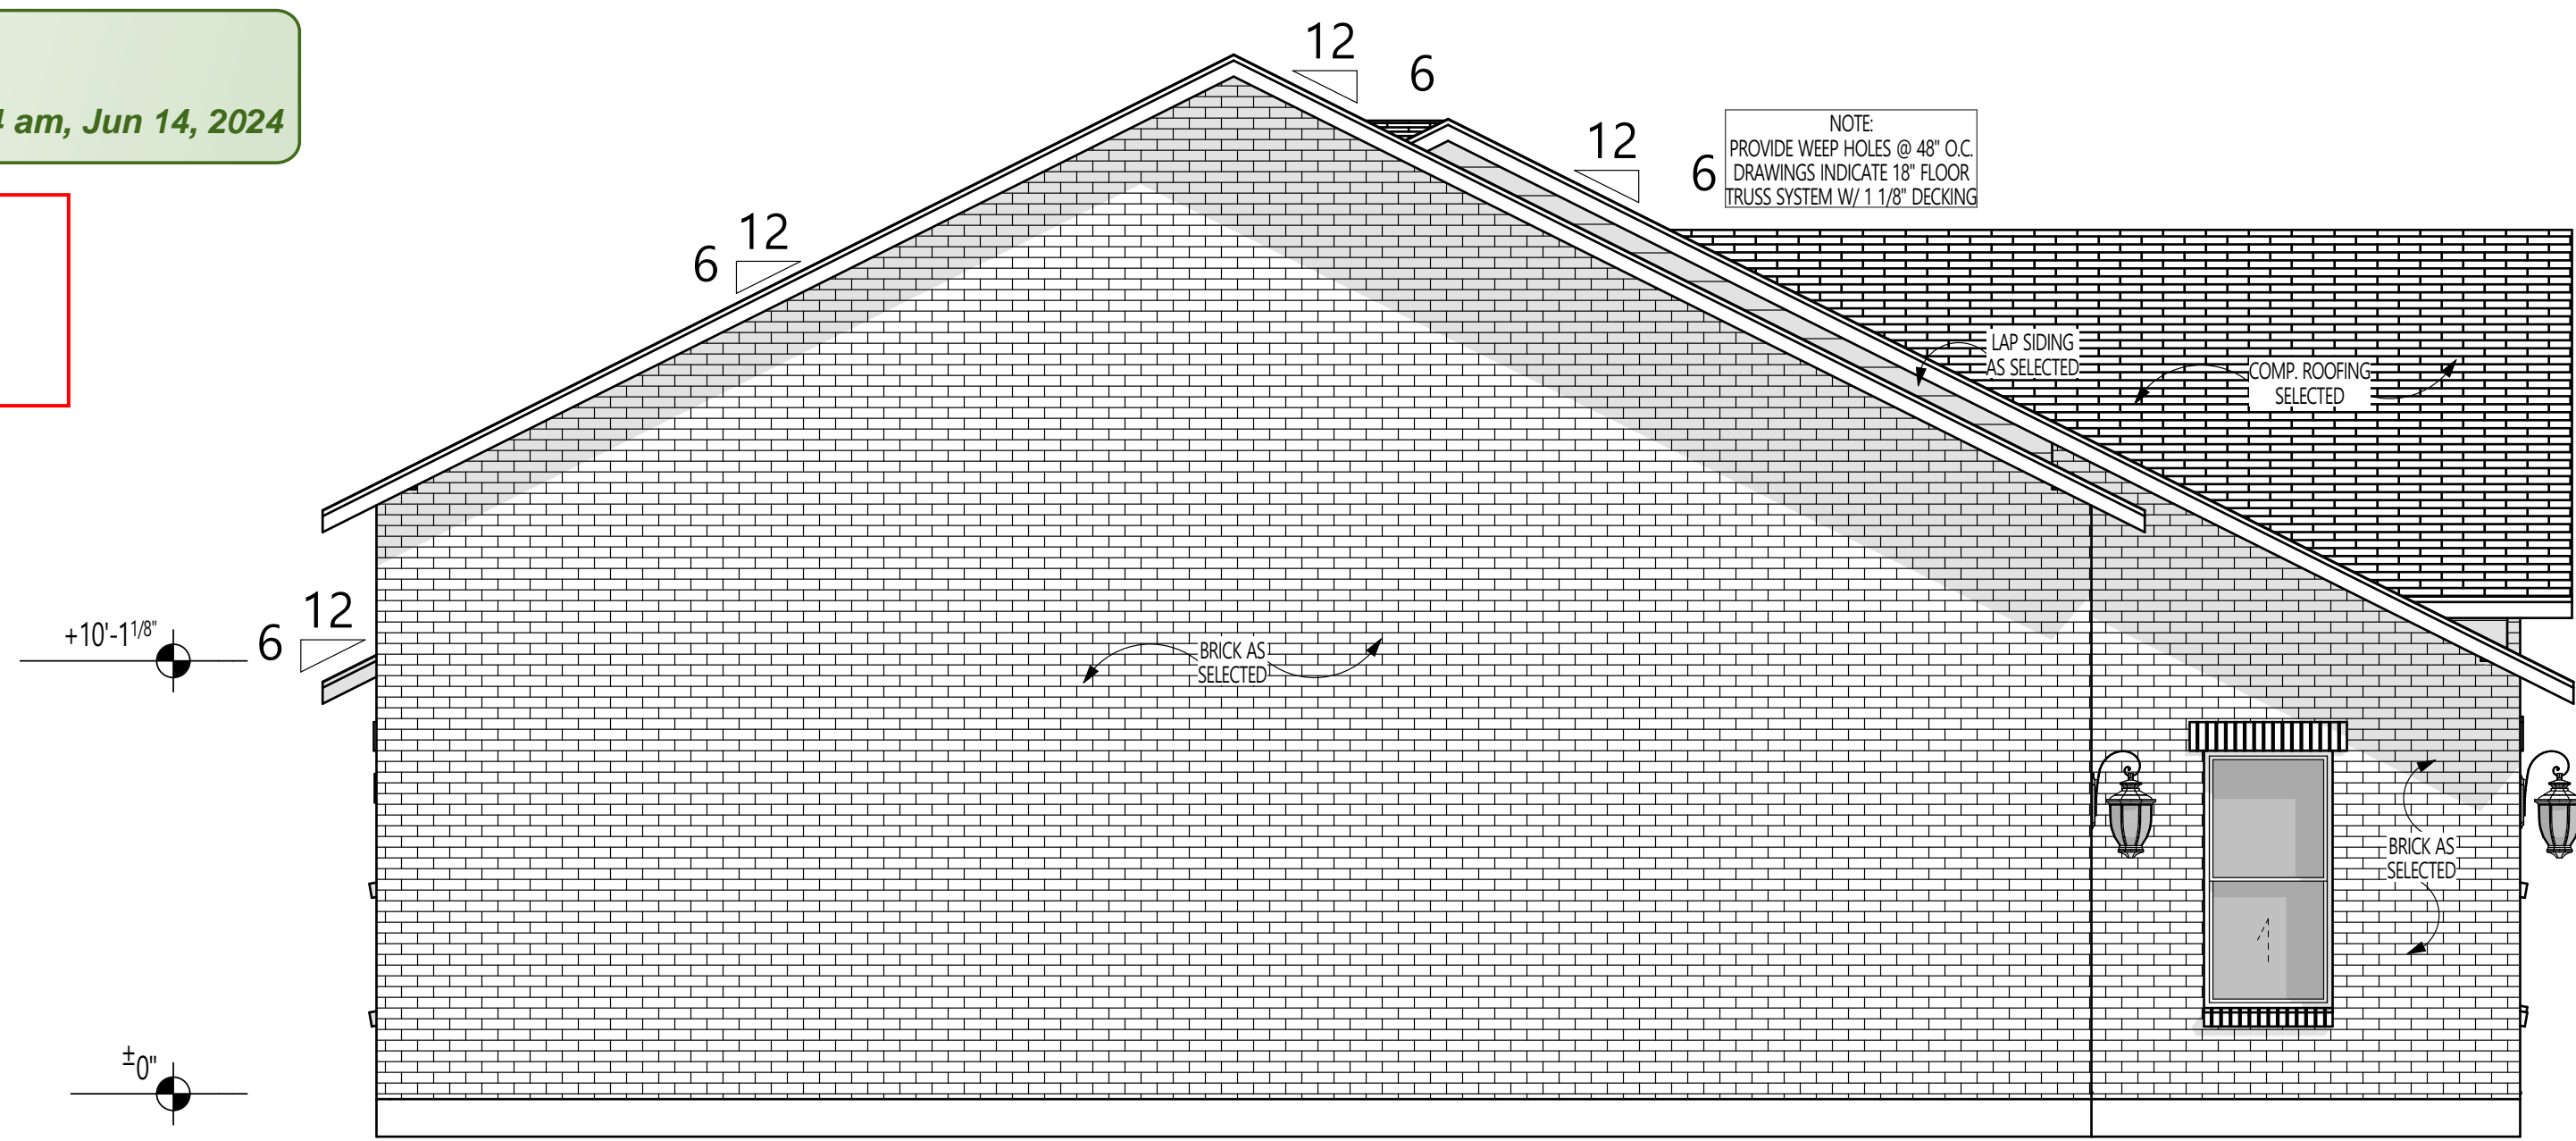 4 am, Jun 14, 2024
12
6
12
6
NOTE:
PROVIDE WEEP HOLES @ 48" O.C.
DRAWINGS INDICATE 18" FLOOR
TRUSS SYSTEM W/ 1 1/8" DECKING
12
6
LAP SIDING
AS SELECTED
COMP. ROOFING
SELECTED
12
6
+10'-1 1/8"
BRICK AS
SELECTED
BRICK AS
SELECTED
±0"